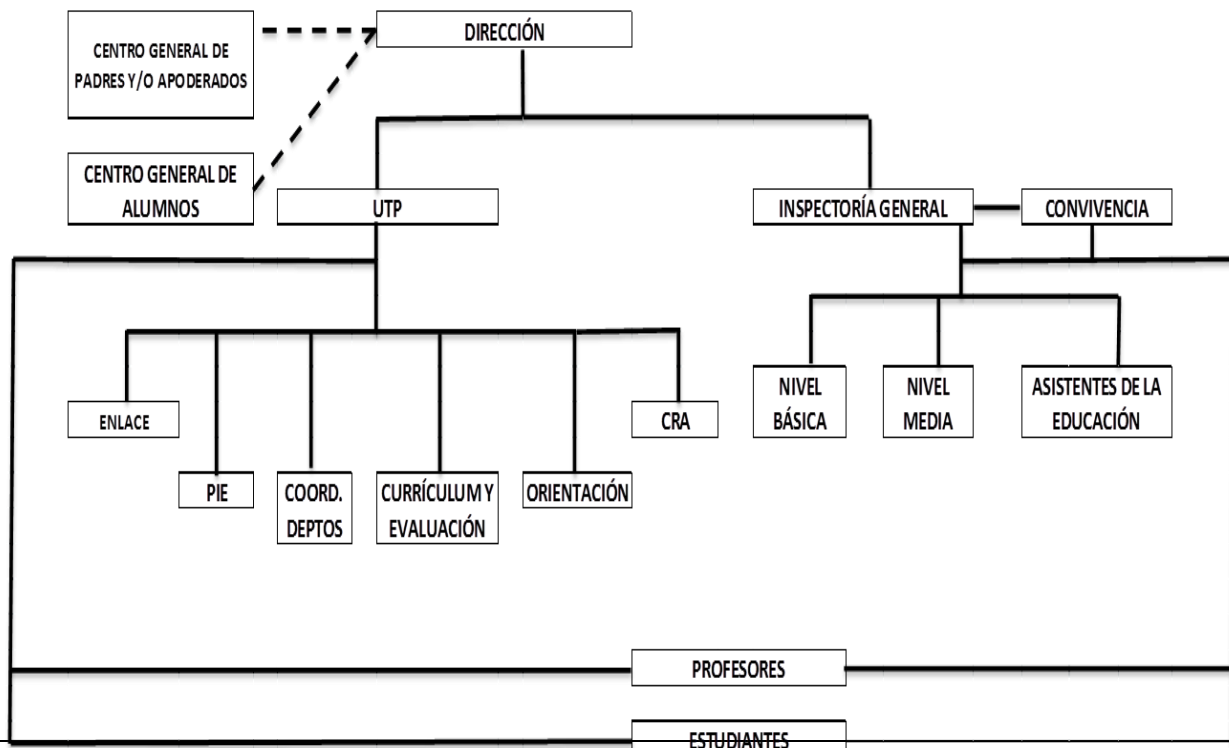 DIRECCIÓN
CENTRO GENERAL DE
PADRES Y/O APODERADOS
CENTRO GENERAL DE
ALUMNOS
UTP
INSPECTORÍA GENERAL
CONVIVENCIA
ENLACE
PIE
COORD.
DEPTOS
CURRÍCULUM Y
EVALUACIÓN
ORIENTACIÓN
CRA
NIVEL
BÁSICA
NIVEL
MEDIA
ASISTENTES DE LA
EDUCACIÓN
PROFESORES
ESTUDIANTES